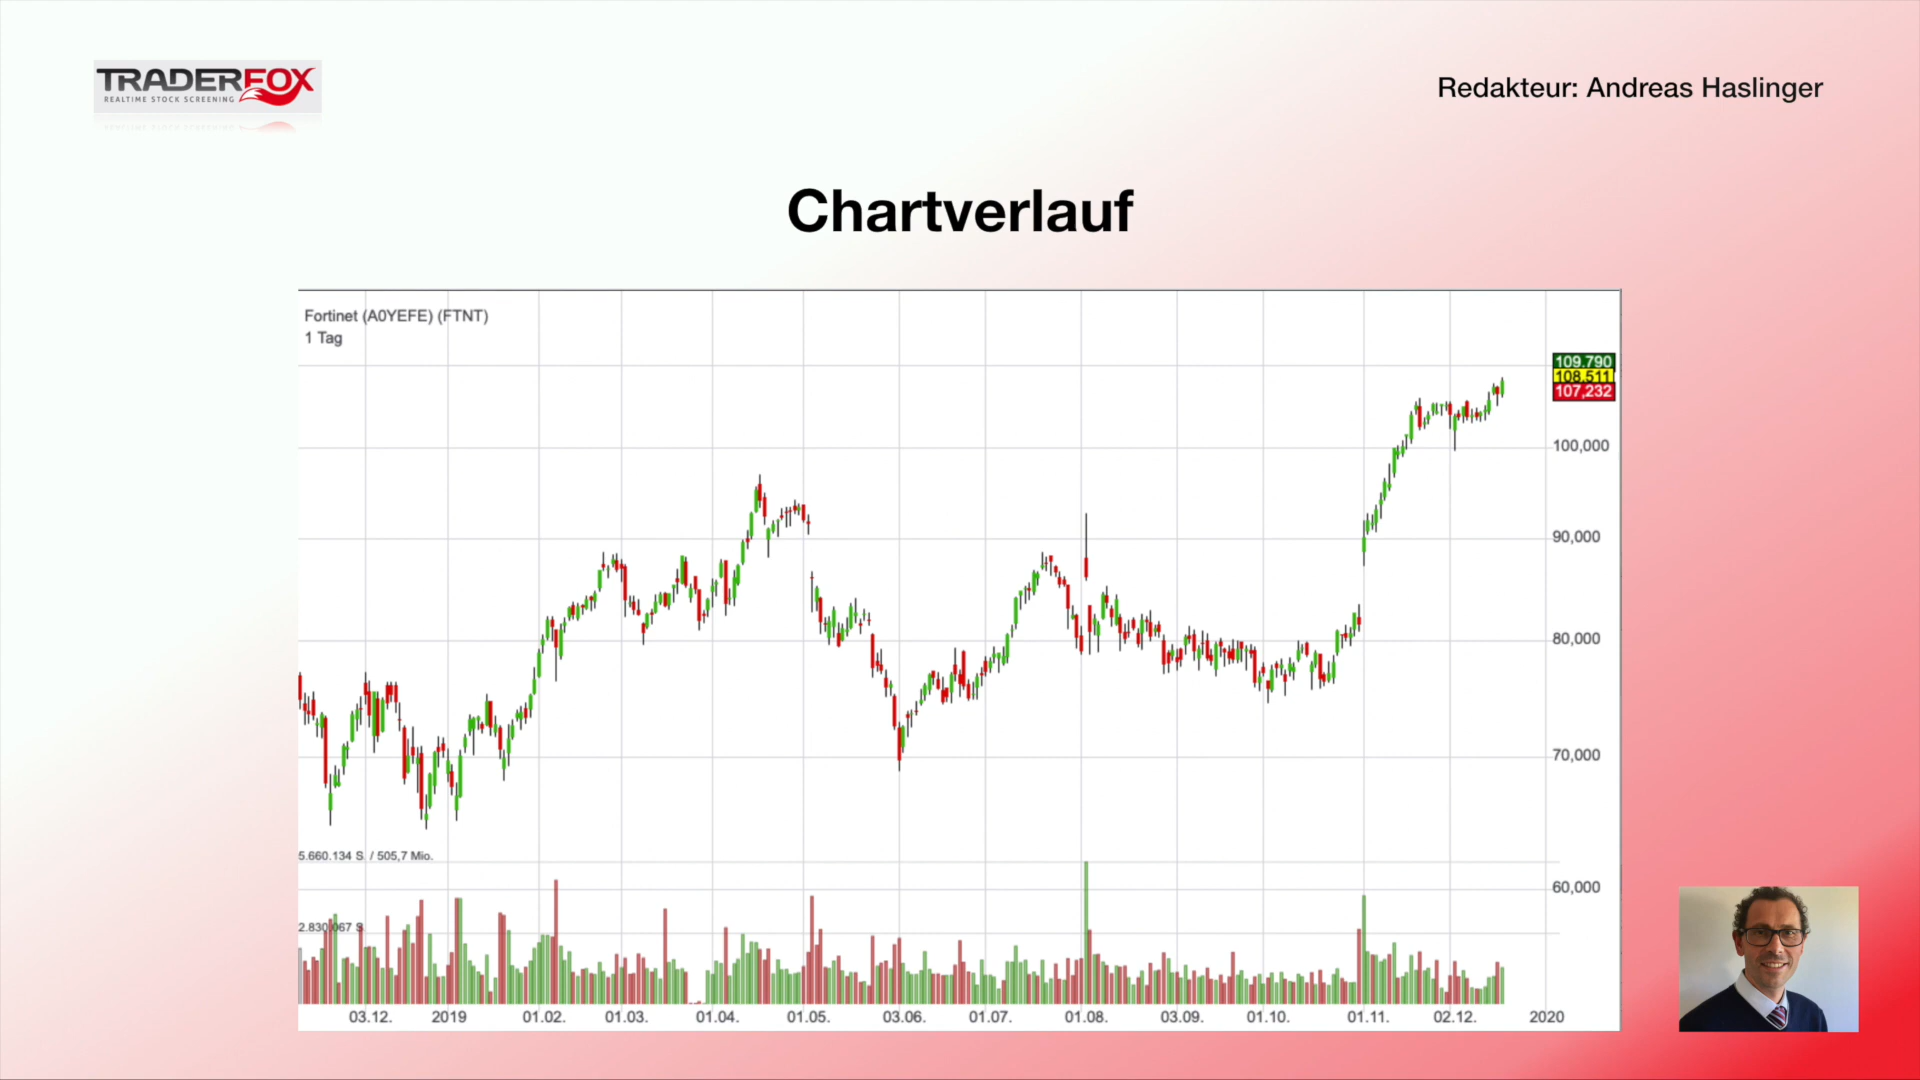 TRADERFOX
REALTIME STOCK SCREENING
Redakteur: Andreas Haslinger
Chartverlauf
Fortinet (A0YEFE) (FTNT)
1 Tag
109,790
108,511
107,232
100,000
90,000
80,000
70,000
5.660.134 S. / 505,7 Mio.
60,000
2.830.067 S.
03.12. 2019 01.02. 01.03. 01.04. 01.05. 03.06. 01.07. 01.08. 03.09. 01.10. 01.11. 02.12. 2020